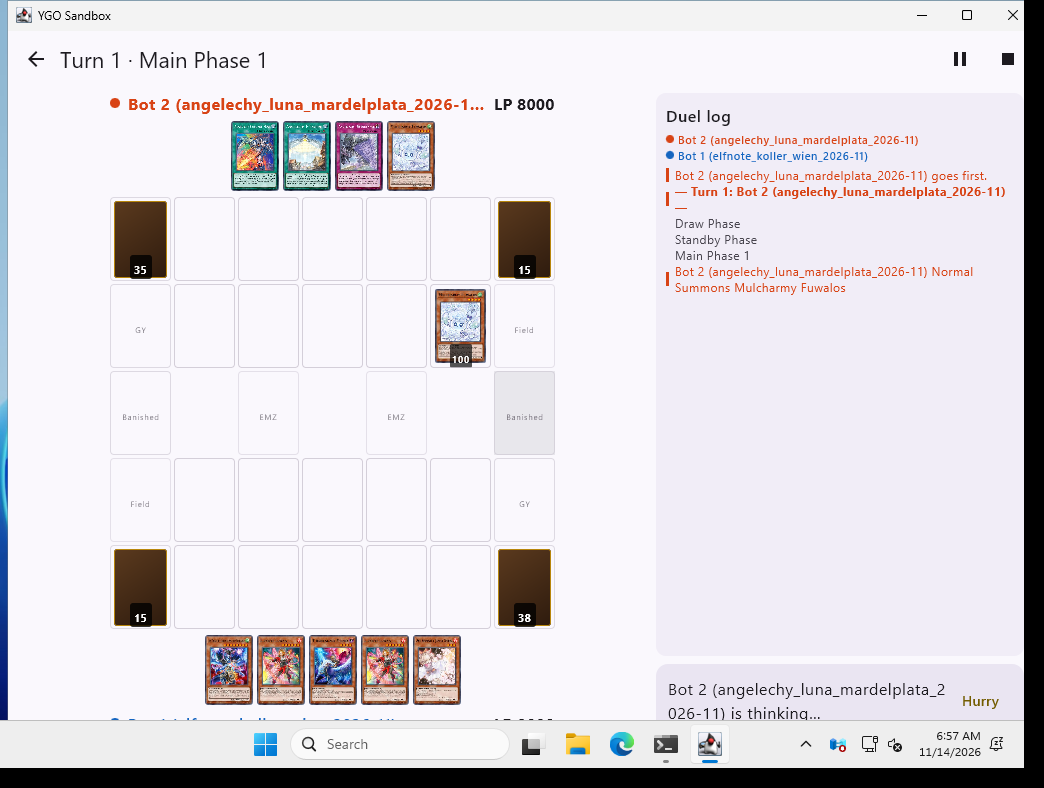 YGO Sandbox
Turn 1 · Main Phase 1
Bot 2 (angelechy_luna_mardelplata_2026-1... LP 8000
35
15
GY
100
Field
Banished
EMZ
EMZ
Banished
Field
GY
15
38
Duel log
Bot 2 (angelechy_luna_mardelplata_2026-11)
Bot 1 (elfnote_koller_wien_2026-11)
Bot 2 (angelechy_luna_mardelplata_2026-11) goes first.
— Turn 1: Bot 2 (angelechy_luna_mardelplata_2026-11)
—
Draw Phase
Standby Phase
Main Phase 1
Bot 2 (angelechy_luna_mardelplata_2026-11) Normal
Summons Mulcharmy Fuwalos
Bot 2 (angelechy_luna_mardelplata_2
026-11) is thinking...
Hurry
Search
6:57 AM
11/14/2026